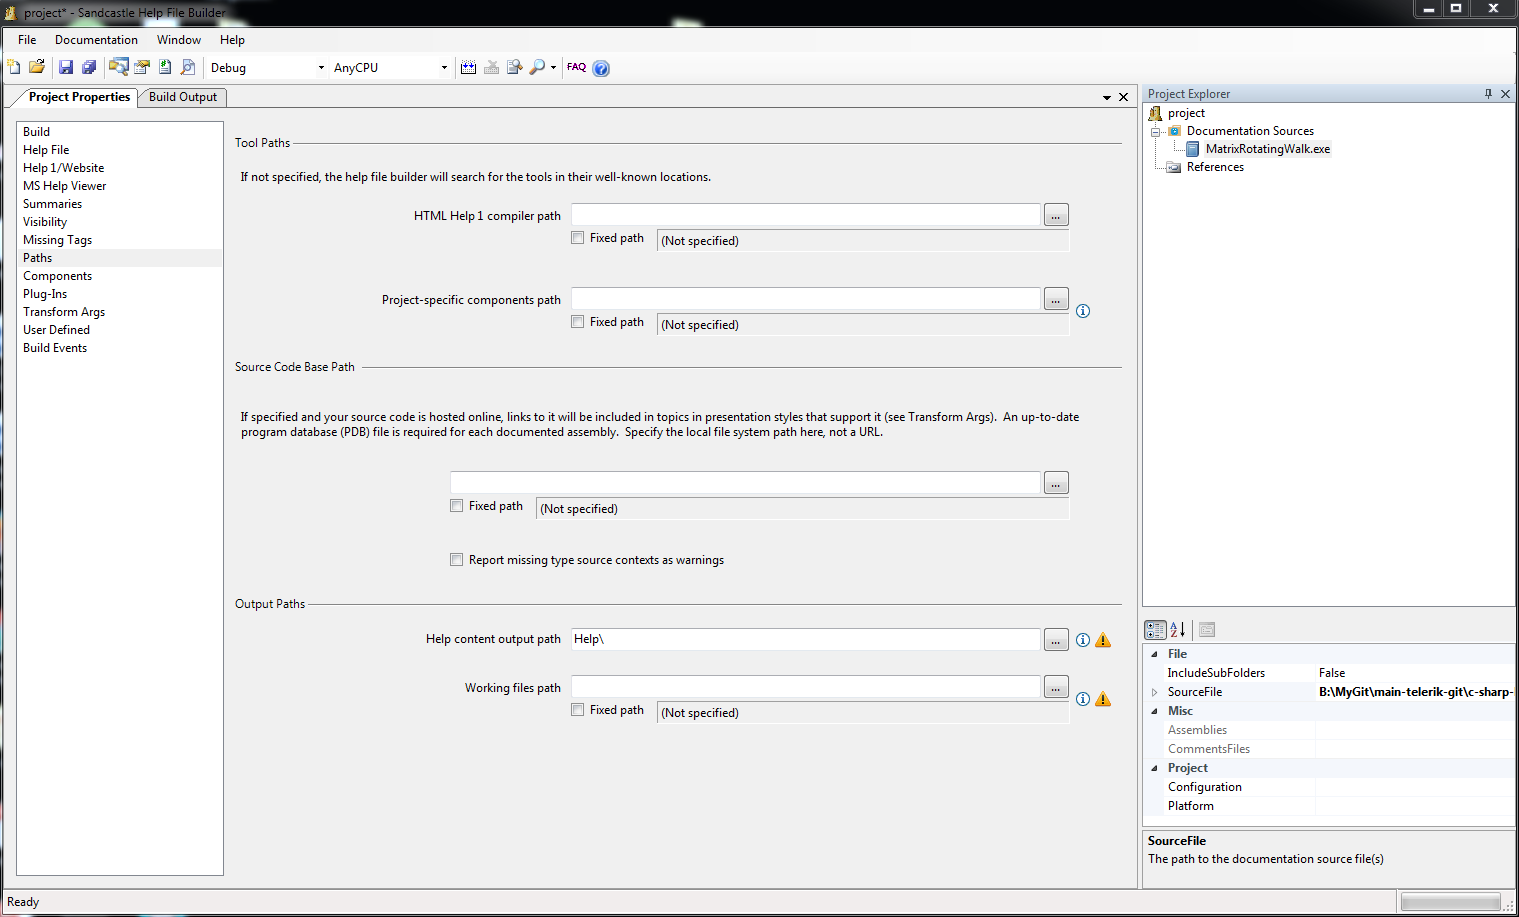 project* - Sandcastle Help File Builder
File Documentation Window Help
Debug AnyCPU FAQ
Project Properties Build Output
Build
Help File
Help 1/Website
MS Help Viewer
Summaries
Visibility
Missing Tags
Paths
Components
Plug-Ins
Transform Args
User Defined
Build Events
Tool Paths
If not specified, the help file builder will search for the tools in their well-known locations.
HTML Help 1 compiler path ...
Fixed path (Not specified)
Project-specific components path ...
Fixed path (Not specified)
Source Code Base Path
If specified and your source code is hosted online, links to it will be included in topics in presentation styles that support it (see Transform Args).  An up-to-date
program database (PDB) file is required for each documented assembly.  Specify the local file system path here, not a URL.
...
Fixed path (Not specified)
Report missing type source contexts as warnings
Output Paths
Help content output path Help\ ...
Working files path ...
Fixed path (Not specified)
Project Explorer
project
Documentation Sources
MatrixRotatingWalk.exe
References
File
IncludeSubFolders False
SourceFile B:\MyGit\main-telerik-git\c-sharp-
Misc
Assemblies
CommentsFiles
Project
Configuration
Platform
SourceFile
The path to the documentation source file(s)
Ready